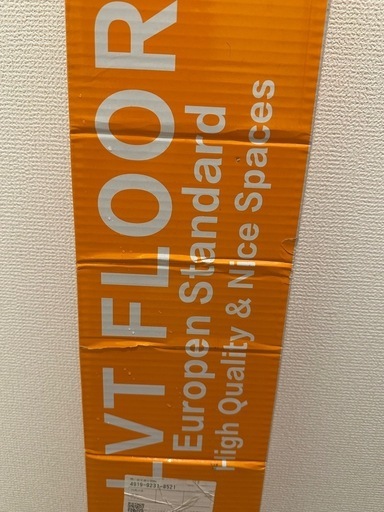 LVT FLOOR
Europen Standard
High Quality & Nice Spaces